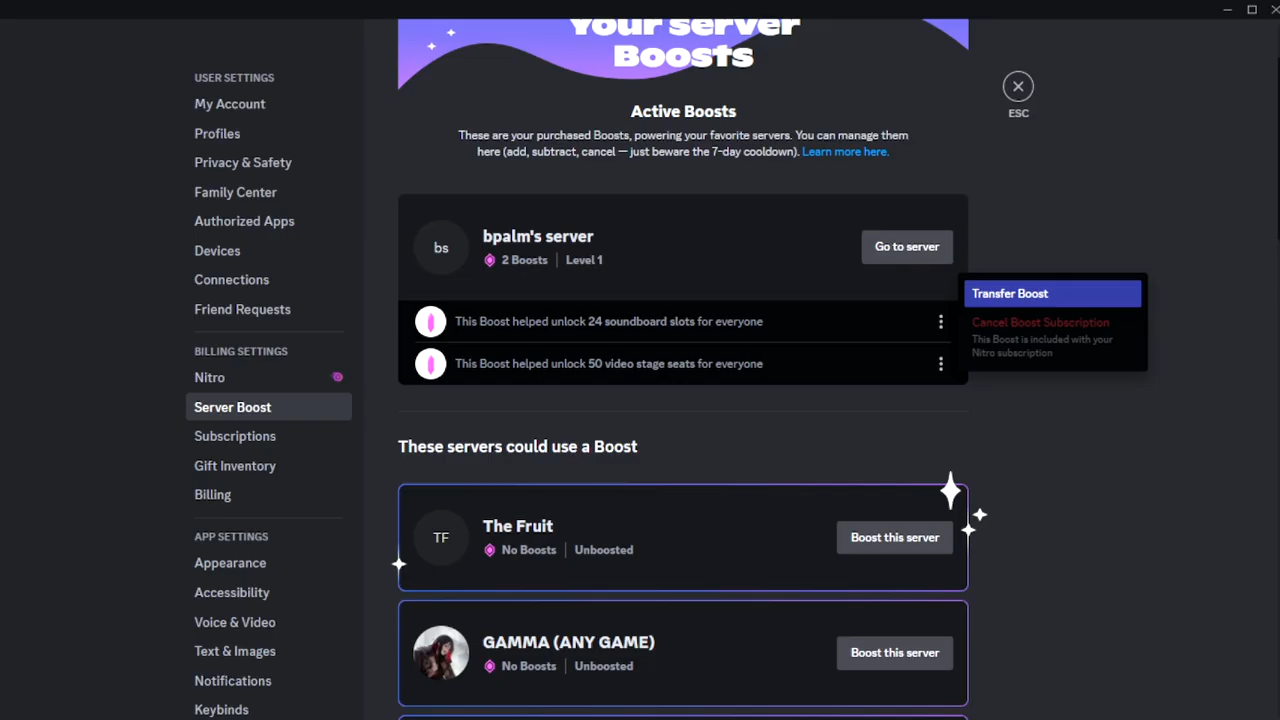 USER SETTINGS
My Account
Profiles
Privacy & Safety
Family Center
Authorized Apps
Devices
Connections
Friend Requests
BILLING SETTINGS
Nitro
Server Boost
Subscriptions
Gift Inventory
Billing
APP SETTINGS
Appearance
Accessibility
Voice & Video
Text & Images
Notifications
Keybinds
Your server
Boosts
Active Boosts
These are your purchased Boosts, powering your favorite servers. You can manage them
here (add, subtract, cancel — just beware the 7-day cooldown). Learn more here.
ESC
bs
bpalm's server
2 Boosts | Level 1
Go to server
This Boost helped unlock 24 soundboard slots for everyone
This Boost helped unlock 50 video stage seats for everyone
Transfer Boost
Cancel Boost Subscription
This Boost is included with your
Nitro subscription
These servers could use a Boost
TF
The Fruit
No Boosts | Unboosted
Boost this server
GAMMA (ANY GAME)
No Boosts | Unboosted
Boost this server